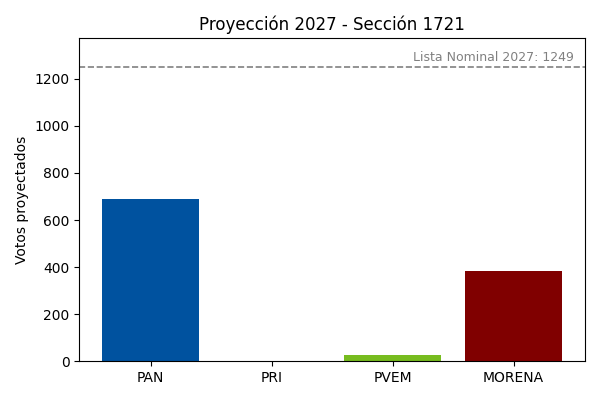 Proyección 2027 - Sección 1721
Lista Nominal 2027: 1249
Votos proyectados
1200
1000
800
600
400
200
0
PAN PRI PVEM MORENA